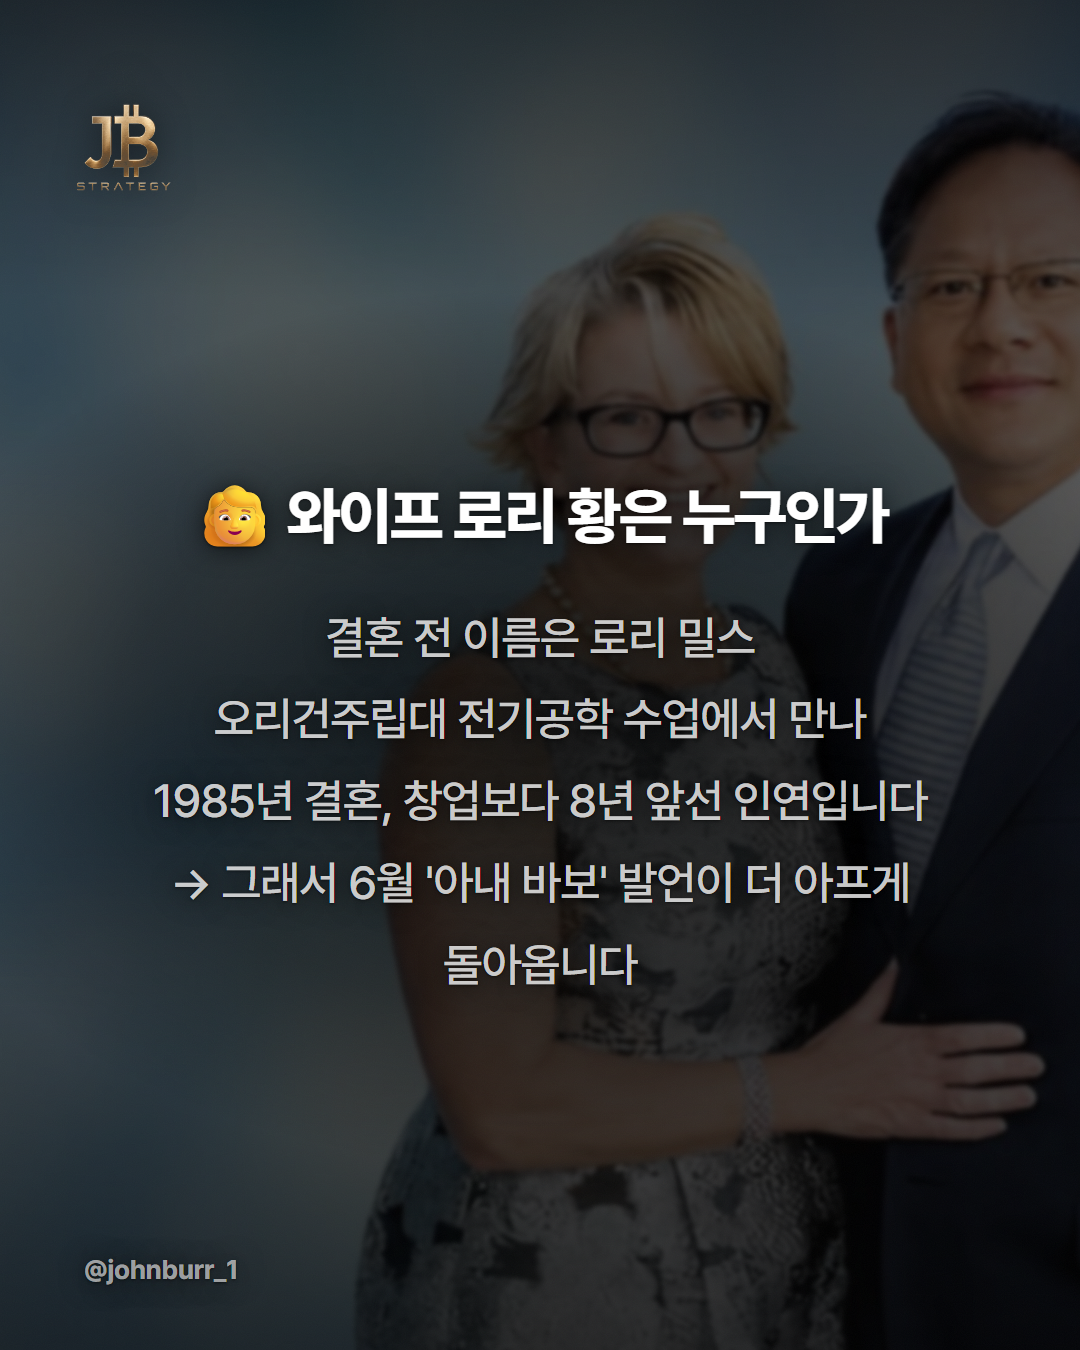 JB
STRATEGY
👩 와이프 로리 황은 누구인가
결혼 전 이름은 로리 밀스
오리건주립대 전기공학 수업에서 만나
1985년 결혼, 창업보다 8년 앞선 인연입니다
→ 그래서 6월 '아내 바보' 발언이 더 아프게
돌아옵니다
@johnburr_1